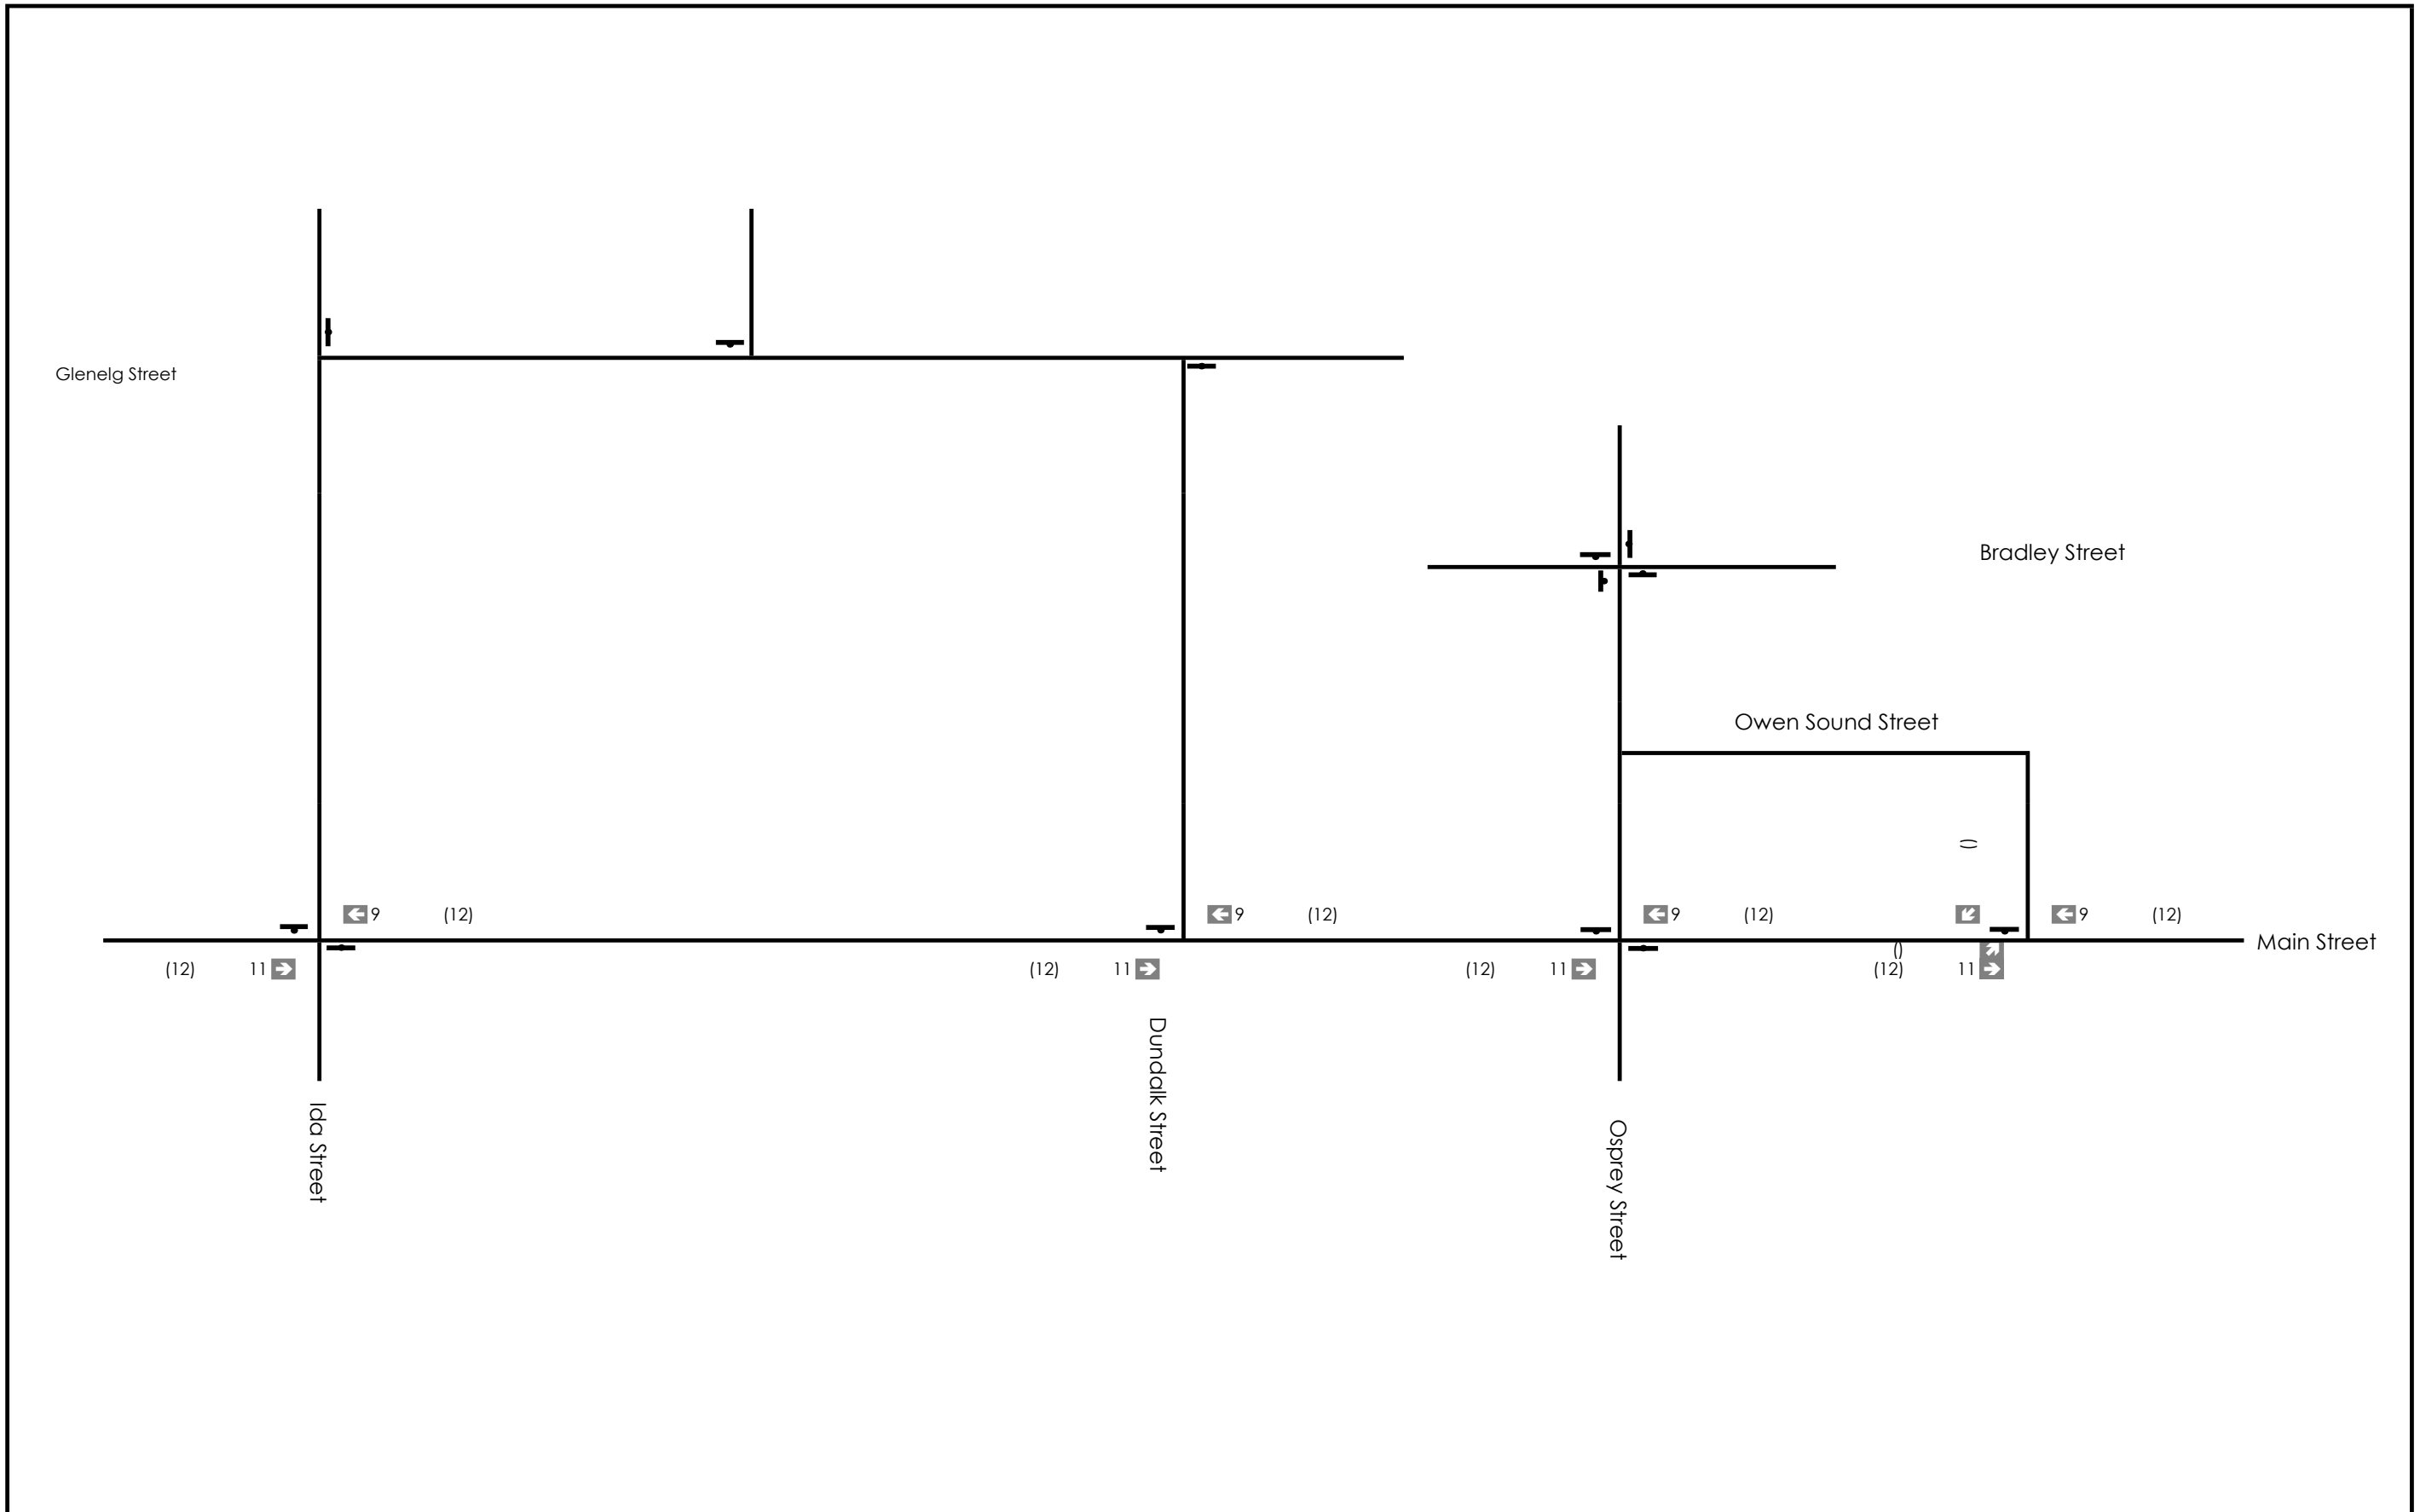 Glenelg Street
Bradley Street
Owen Sound Street
()
9 (12)
9 (12)
9 (12)
9 (12)
Main Street
()
(12) 11
(12) 11
(12) 11
(12) 11
Dundalk Street
Ida Street
Osprey Street